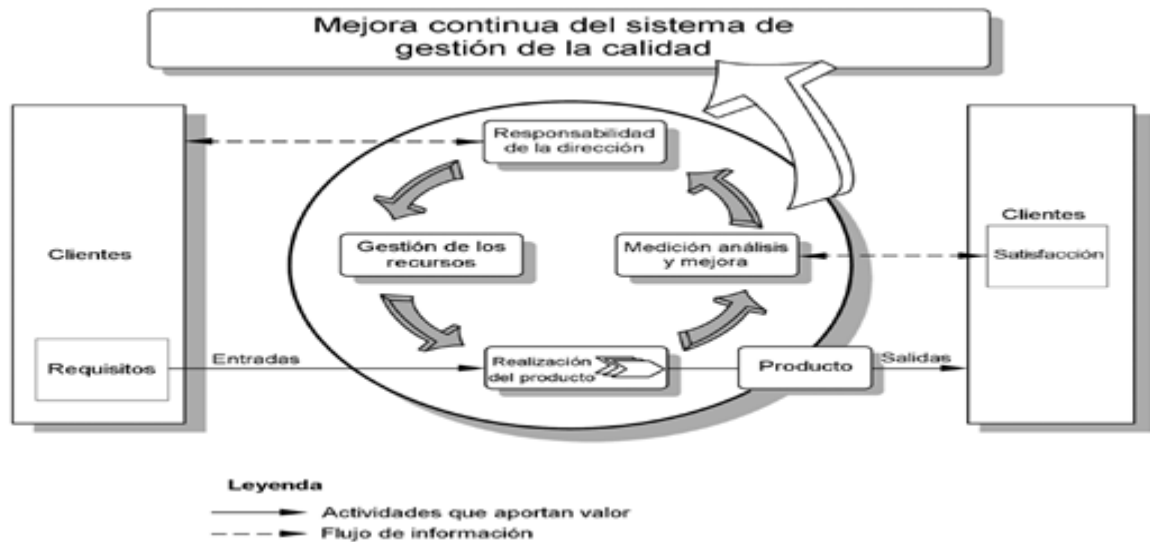 Mejora continua del sistema de
gestión de la calidad
Responsabilidad
de la dirección
Clientes
Gestión de los
recursos
Medición análisis
y mejora
Clientes
Satisfacción
Requisitos
Entradas
Realización
del producto
Producto
Salidas
Leyenda
Actividades que aportan valor
Flujo de información